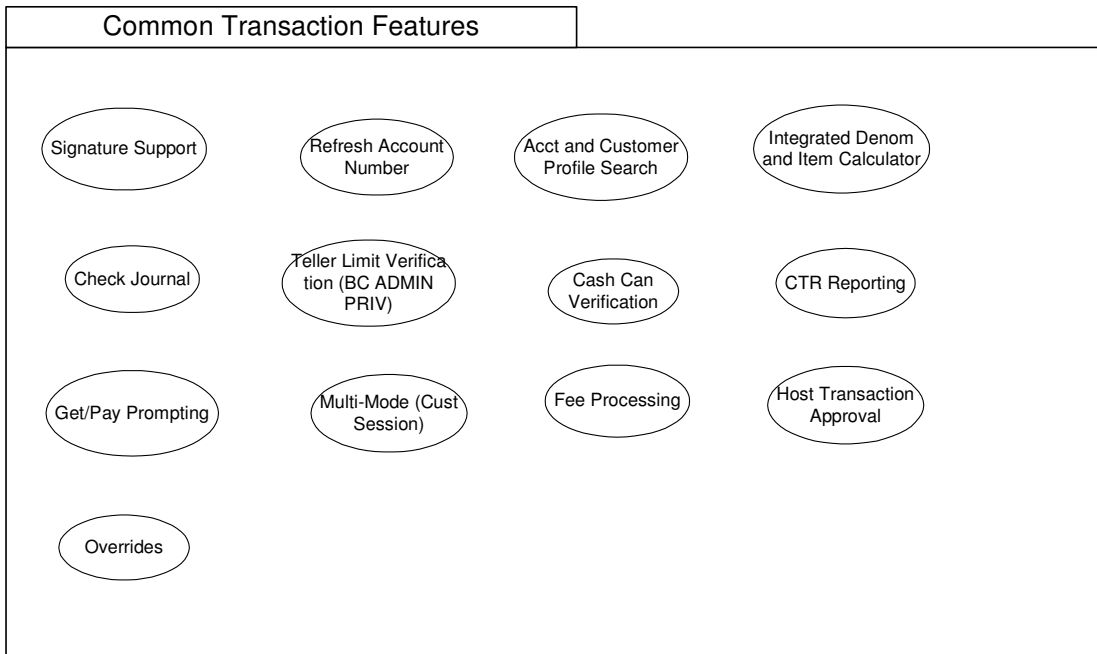 Common Transaction Features
Signature Support
Refresh Account
Number
Acct and Customer
Profile Search
Integrated Denom
and Item Calculator
Check Journal
Teller Limit Verifica
tion (BC ADMIN
PRIV)
Cash Can
Verification
CTR Reporting
Get/Pay Prompting
Multi-Mode (Cust
Session)
Fee Processing
Host Transaction
Approval
Overrides